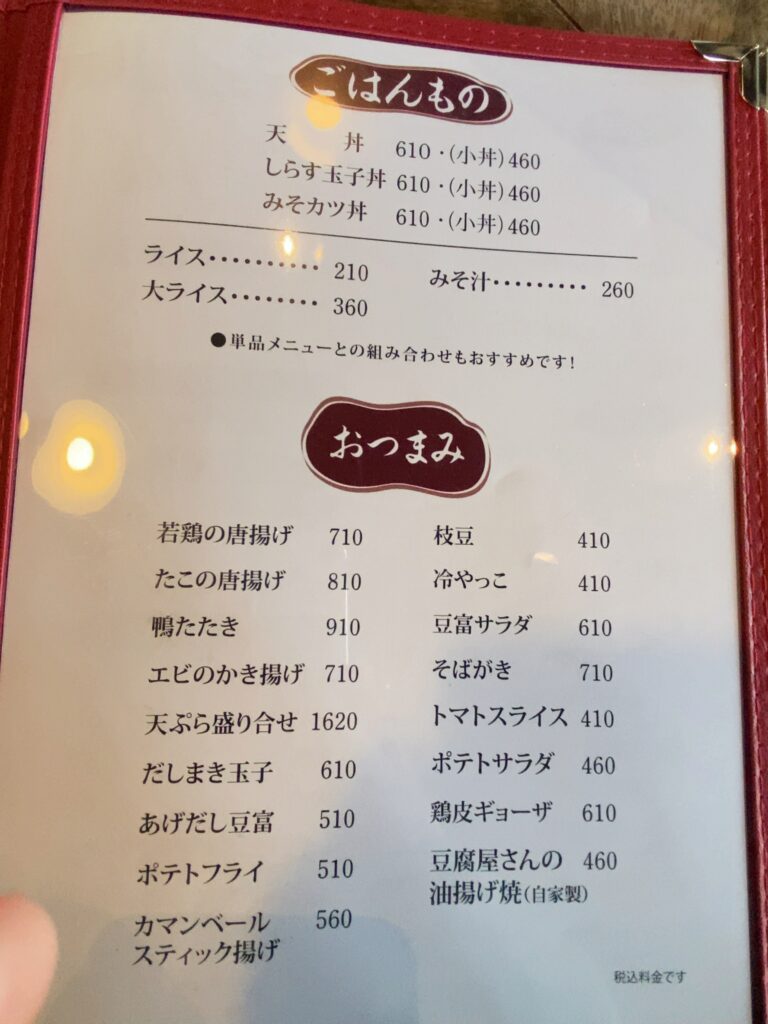 ごはんもの
天 丼 610・(小丼)460
しらす玉子丼 610・(小丼)460
みそカツ丼 610・(小丼)460
ライス・・・・・・・・・・ 210
大ライス・・・・・・・・ 360
みそ汁・・・・・・・・・ 260
●単品メニューとの組み合わせもおすすめです!
おつまみ
若鶏の唐揚げ 710
たこの唐揚げ 810
鴨たたき 910
エビのかき揚げ 710
天ぷら盛り合せ 1620
だしまき玉子 610
あげだし豆富 510
ポテトフライ 510
カマンベール 560
スティック揚げ
枝豆 410
冷やっこ 410
豆富サラダ 610
そばがき 710
トマトスライス 410
ポテトサラダ 460
鶏皮ギョーザ 610
豆腐屋さんの 460
油揚げ焼(自家製)
税込料金です